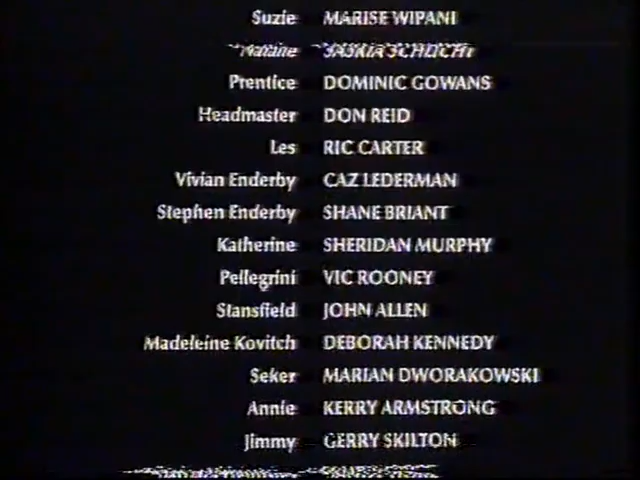 Suzie MARISE WIPANI
Prentice DOMINIC GOWANS
Headmaster DON REID
Les RIC CARTER
Vivian Enderby CAZ LEDERMAN
Stephen Enderby SHANE BRIANT
Katherine SHERIDAN MURPHY
Pellegrini VIC ROONEY
Stansfield JOHN ALLEN
Madeleine Kovitch DEBORAH KENNEDY
Seker MARIAN DWORAKOWSKI
Annie KERRY ARMSTRONG
Jimmy GERRY SKILTON